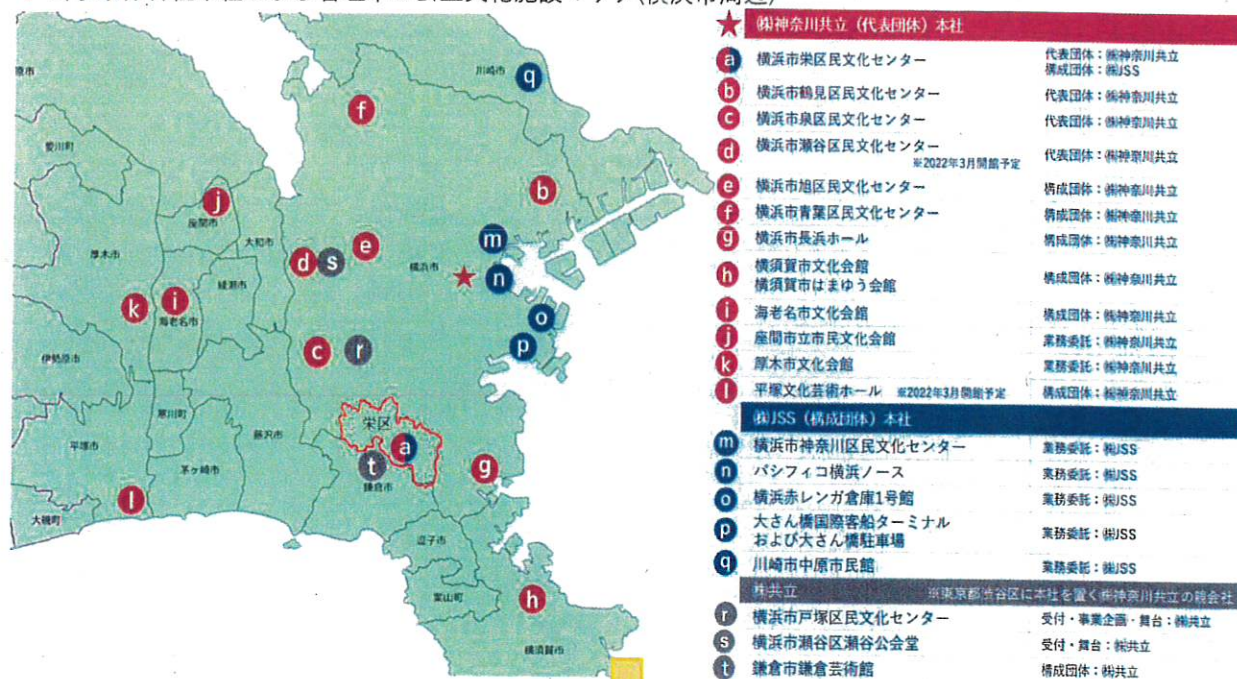 (横浜市周辺)
㈱神奈川共立（代表団体）本社
a 横浜市栄区民文化センター 代表団体：㈱神奈川共立
構成団体：㈱JSS
b 横浜市鶴見区民文化センター 代表団体：㈱神奈川共立
c 横浜市泉区民文化センター 代表団体：㈱神奈川共立
d 横浜市瀬谷区民文化センター 代表団体：㈱神奈川共立
※2022年3月開館予定
e 横浜市旭区民文化センター 構成団体：㈱神奈川共立
f 横浜市青葉区民文化センター 構成団体：㈱神奈川共立
g 横浜市長浜ホール 構成団体：㈱神奈川共立
h 横須賀市文化会館
横須賀市はまゆう会館 構成団体：㈱神奈川共立
i 海老名市文化会館 構成団体：㈱神奈川共立
j 座間市立市民文化会館 業務委託：㈱神奈川共立
k 厚木市文化会館 業務委託：㈱神奈川共立
l 平塚文化芸術ホール ※2022年3月開館予定 構成団体：㈱神奈川共立
㈱JSS（構成団体）本社
m 横浜市神奈川区民文化センター 業務委託：㈱JSS
n パシフィコ横浜ノース 業務委託：㈱JSS
o 横浜赤レンガ倉庫1号館 業務委託：㈱JSS
p 大さん橋国際客船ターミナル
および大さん橋駐車場 業務委託：㈱JSS
q 川崎市中原市民館 業務委託：㈱JSS
㈱共立 ※東京都渋谷区に本社を置く㈱神奈川共立の親会社
r 横浜市戸塚区民文化センター 受付・事業企画・舞台：㈱共立
s 横浜市瀬谷区瀬谷公会堂 受付・舞台：㈱共立
t 鎌倉市鎌倉芸術館 構成団体：㈱共立
川崎市
q
f
愛川町
b
j
座間市
大和市
m
厚木市
e
d
s
横浜市
n
綾瀬市
k
i
海老名市
o
p
伊勢原市
c
r
寒川町
栄区
平塚市
藤沢市
a
茅ヶ崎市
t
g
鎌倉市
l
大磯町
逗子市
葉山町
h
横須賀市